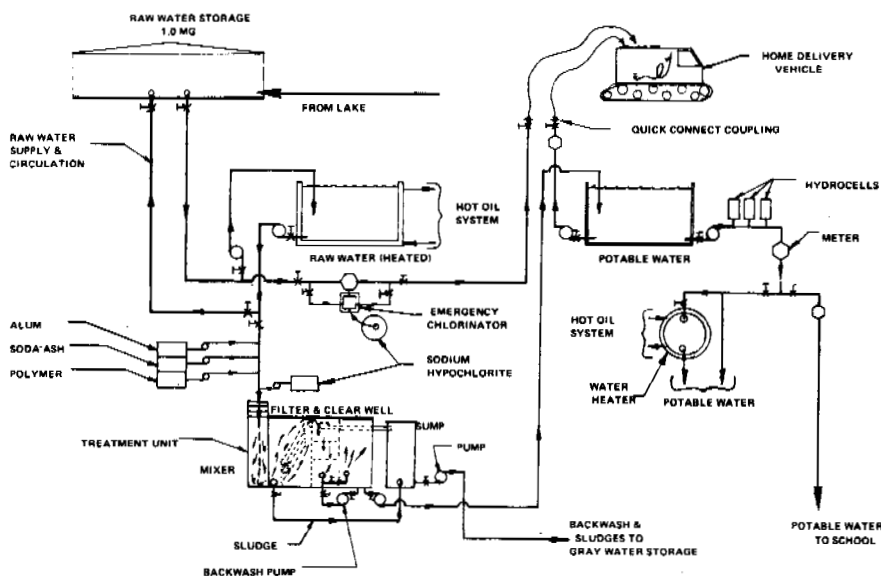 RAW WATER STORAGE
1.0 MG
FROM LAKE
HOME DELIVERY
VEHICLE
QUICK CONNECT COUPLING
RAW WATER
SUPPLY &
CIRCULATION
HOT OIL
SYSTEM
RAW WATER (HEATED)
HYDROCELLS
METER
POTABLE WATER
EMERGENCY
CHLORINATOR
ALUM
SODA-ASH
POLYMER
SODIUM
HYPOCHLORITE
HOT OIL
SYSTEM
WATER
HEATER
POTABLE WATER
FILTER & CLEAR WELL
SUMP
TREATMENT UNIT
MIXER
PUMP
SLUDGE
BACKWASH PUMP
BACKWASH &
SLUDGES TO
GRAY WATER STORAGE
POTABLE WATER
TO SCHOOL